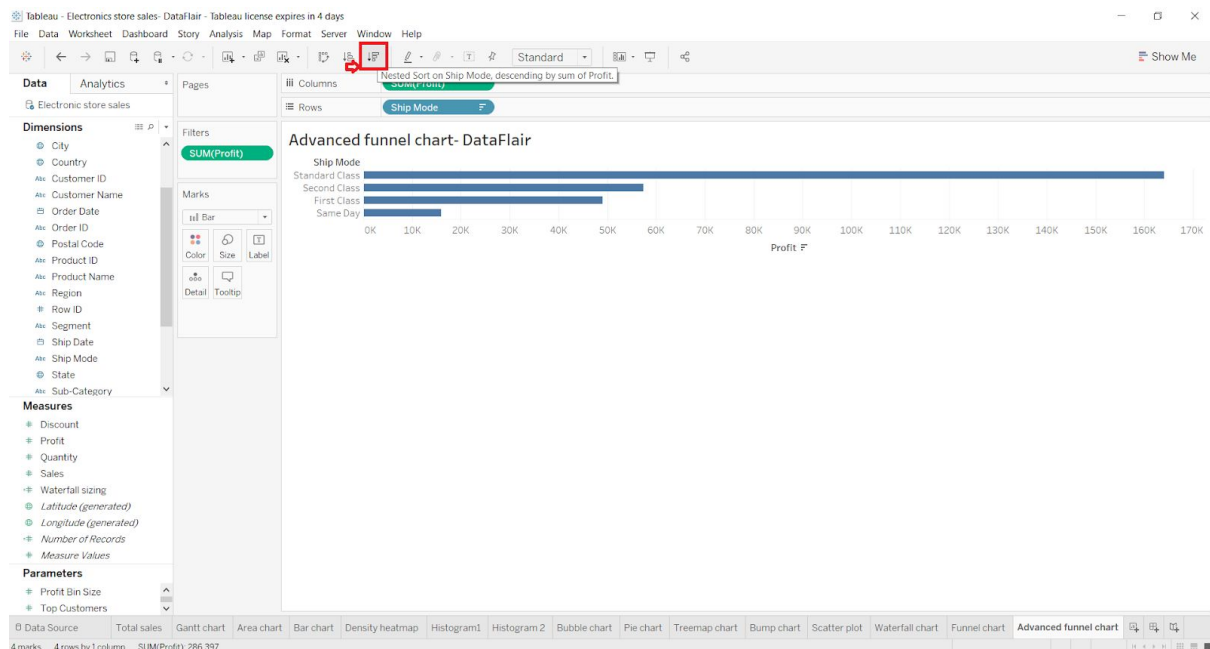 Tableau - Electronics store sales- DataFlair - Tableau license expires in 4 days
File Data Worksheet Dashboard Story Analysis Map Format Server Window Help
Standard
Show Me
Nested Sort on Ship Mode, descending by sum of Profit.
Data Analytics
Pages
Columns SUM(Profit)
Electronic store sales
Rows Ship Mode
Dimensions
Filters
SUM(Profit)
Advanced funnel chart- DataFlair
City
Country
Abc Customer ID
Abc Customer Name
Order Date
Abc Order ID
Postal Code
Abc Product ID
Abc Product Name
Abc Region
# Row ID
Abc Segment
Ship Date
Abc Ship Mode
State
Abc Sub-Category
Marks
Bar
Color Size Label
Detail Tooltip
Ship Mode
Standard Class
Second Class
First Class
Same Day
0K 10K 20K 30K 40K 50K 60K 70K 80K 90K 100K 110K 120K 130K 140K 150K 160K 170K
Profit
Measures
# Discount
# Profit
# Quantity
# Sales
=# Waterfall sizing
Latitude (generated)
Longitude (generated)
=# Number of Records
# Measure Values
Parameters
# Profit Bin Size
# Top Customers
Data Source Total sales Gantt chart Area chart Bar chart Density heatmap Histogram1 Histogram 2 Bubble chart Pie chart Treemap chart Bump chart Scatter plot Waterfall chart Funnel chart Advanced funnel chart
4 marks 4 rows by 1 column SUM(Profit): 286,397